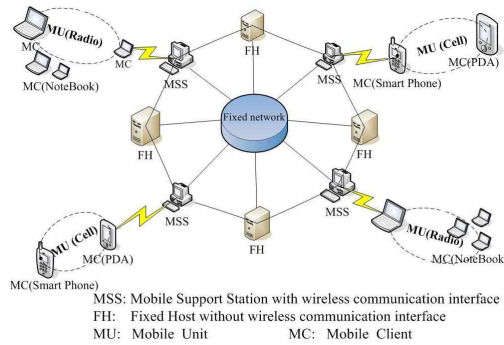 MU(Radio)
MC
MC
MC(NoteBook)
MSS
FH
MSS
MU (Cell)
MC(PDA)
MC(Smart Phone)
Fixed network
FH
FH
MSS
MSS
MU (Cell)
MC(PDA)
MC(Smart Phone)
FH
MU(Radio)
MC(NoteBook)
MSS: Mobile Support Station with wireless communication interface
FH: Fixed Host without wireless communication interface
MU: Mobile Unit MC: Mobile Client